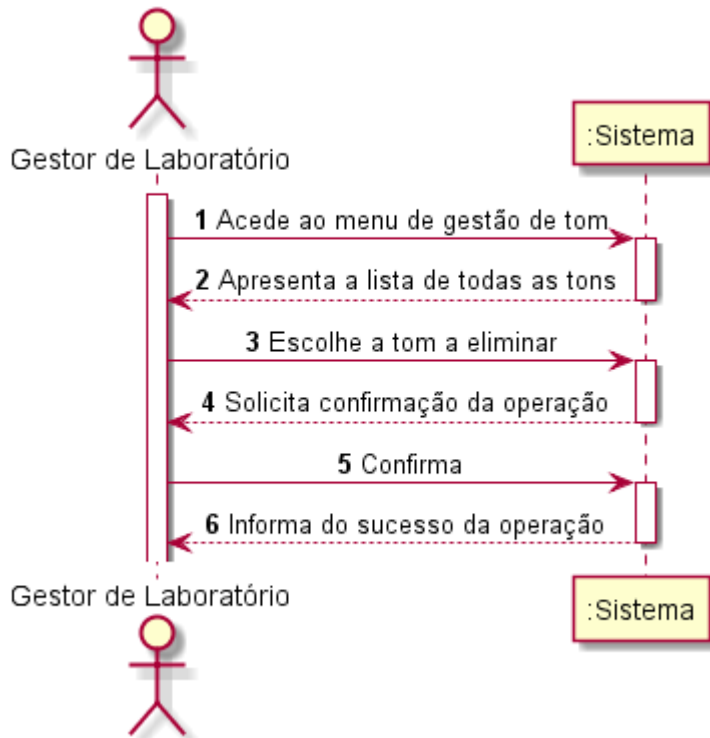 Gestor de Laboratório
:Sistema
1 Acede ao menu de gestão de tom
2 Apresenta a lista de todas as tons
3 Escolhe a tom a eliminar
4 Solicita confirmação da operação
5 Confirma
6 Informa do sucesso da operação
Gestor de Laboratório
:Sistema